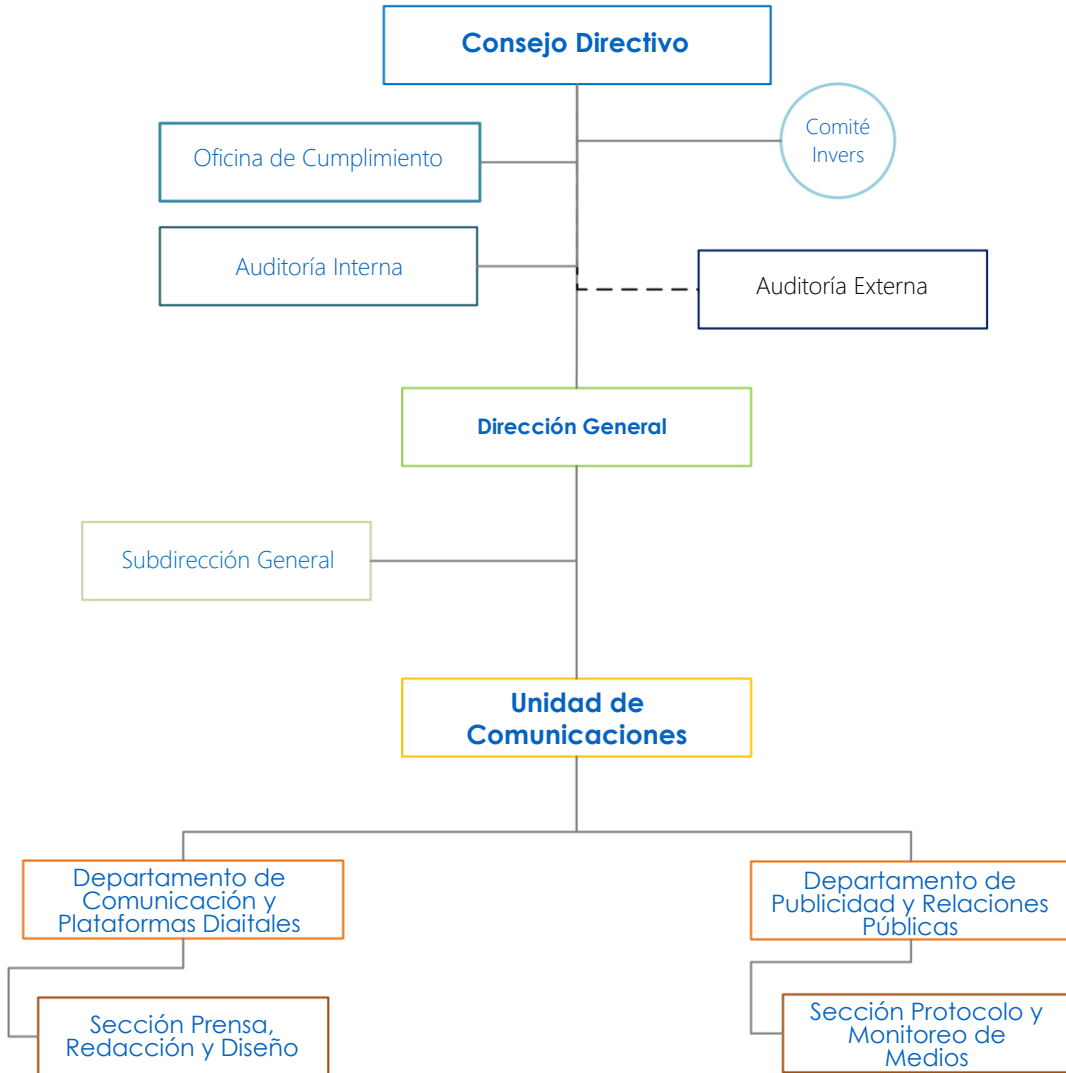 Consejo Directivo
Comité
Invers
Oficina de Cumplimiento
Auditoría Interna
Auditoría Externa
Dirección General
Subdirección General
Unidad de
Comunicaciones
Departamento de
Comunicación y
Plataformas Diaitales
Departamento de
Publicidad y Relaciones
Públicas
Sección Prensa,
Redacción y Diseño
Sección Protocolo y
Monitoreo de
Medios